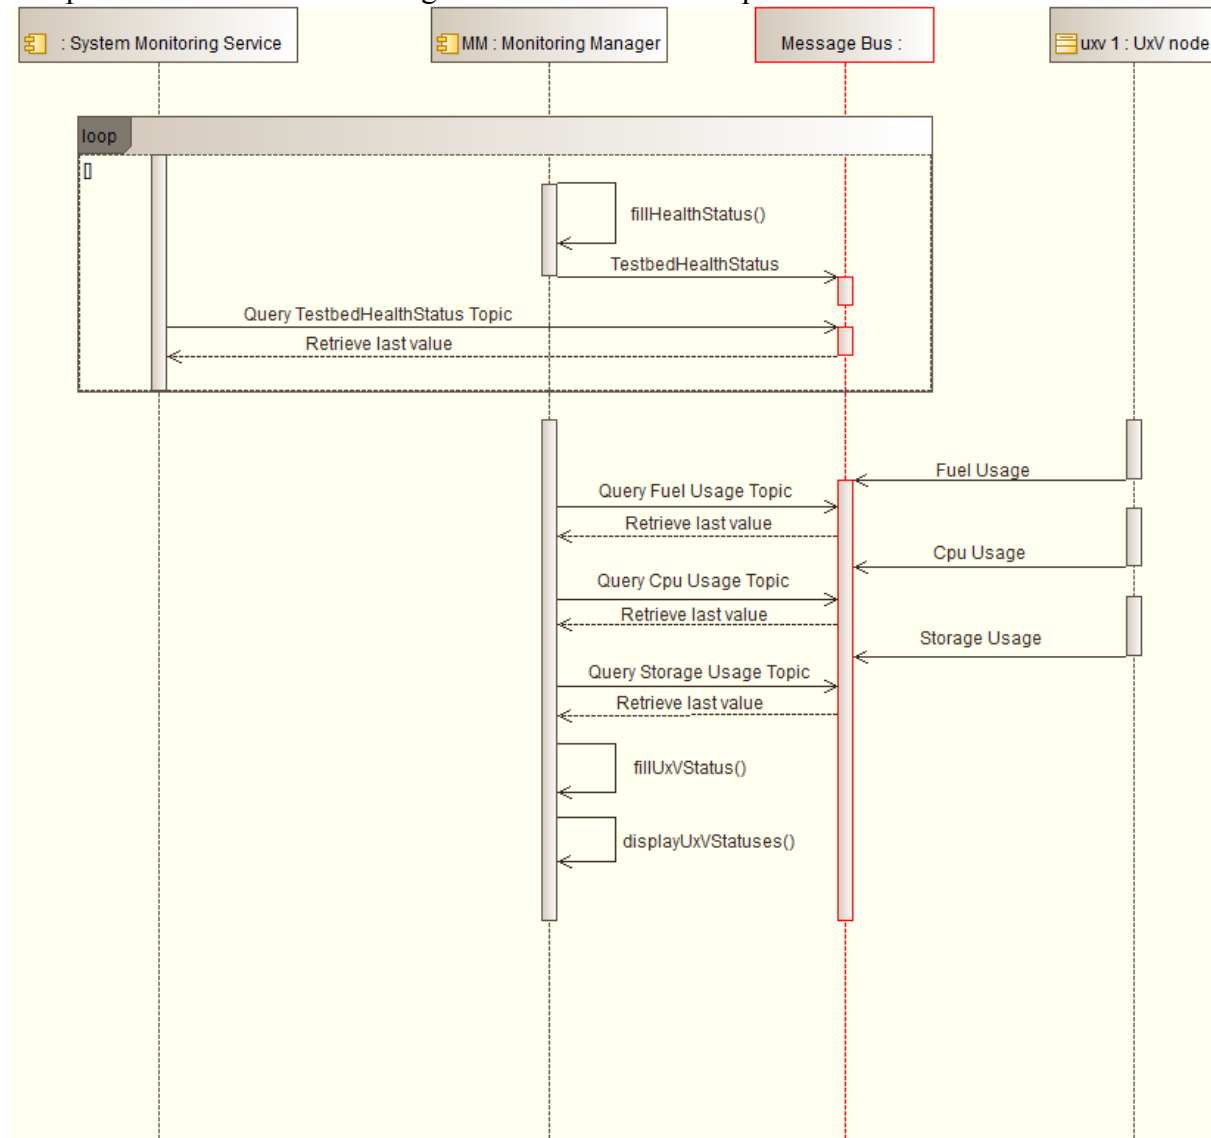 : System Monitoring Service
MM : Monitoring Manager
Message Bus :
uxv 1 : UxV node
loop
[]
fillHealthStatus()
TestbedHealthStatus
Query TestbedHealthStatus Topic
Retrieve last value
Fuel Usage
Query Fuel Usage Topic
Retrieve last value
Cpu Usage
Query Cpu Usage Topic
Retrieve last value
Storage Usage
Query Storage Usage Topic
Retrieve last value
fillUxVStatus()
displayUxVStatuses()